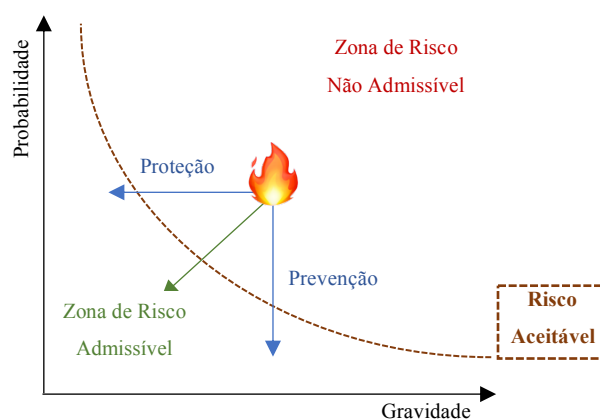 Zona de Risco
Não Admissível
Probabilidade
Proteção
Prevenção
Zona de Risco
Admissível
Risco
Aceitável
Gravidade